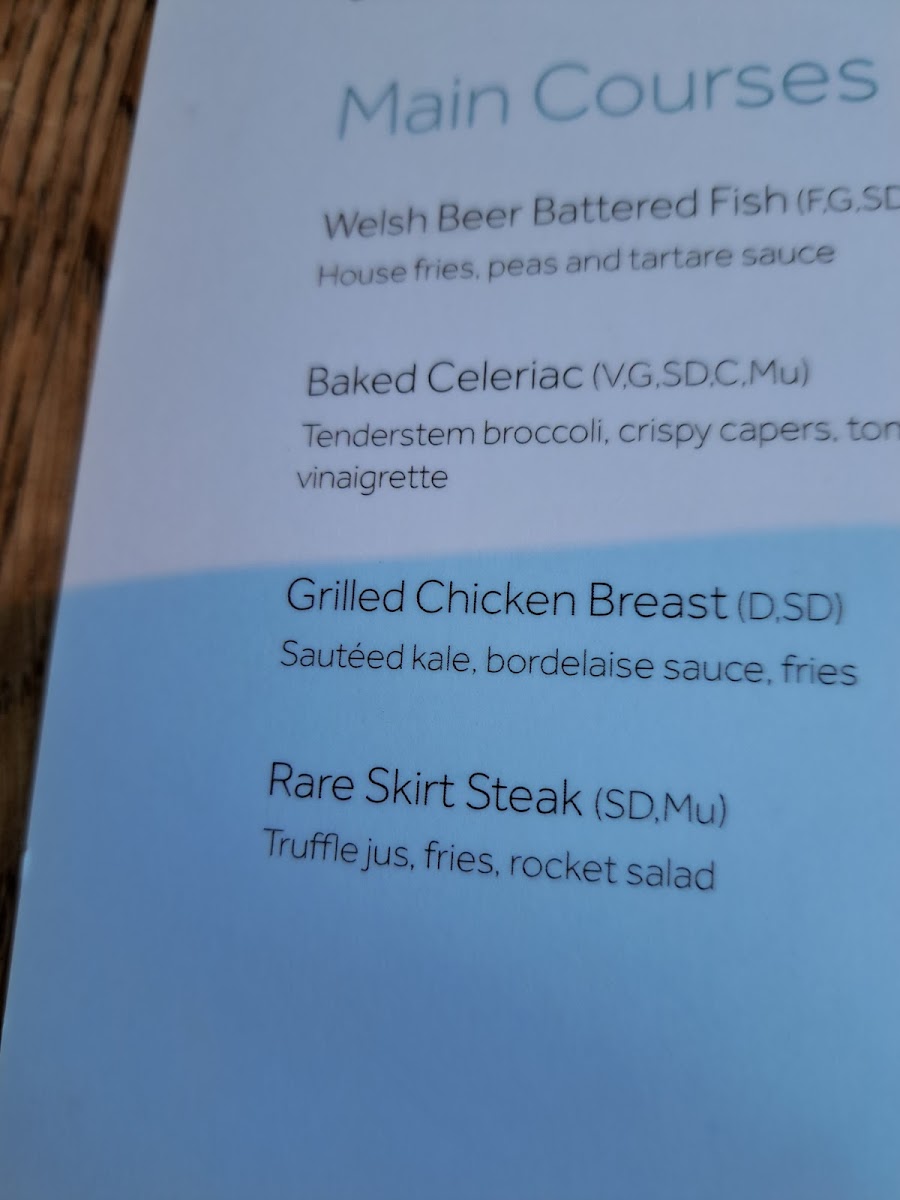 Main Courses
Welsh Beer Battered Fish (F,G,SD
House fries, peas and tartare sauce
Baked Celeriac (V,G,SD,C,Mu)
Tenderstem broccoli, crispy capers,
vinaigrette
Grilled Chicken Breast (D,SD)
Sautéed kale, bordelaise sauce, fries
Rare Skirt Steak (SD,Mu)
Truffle jus, fries, rocket salad